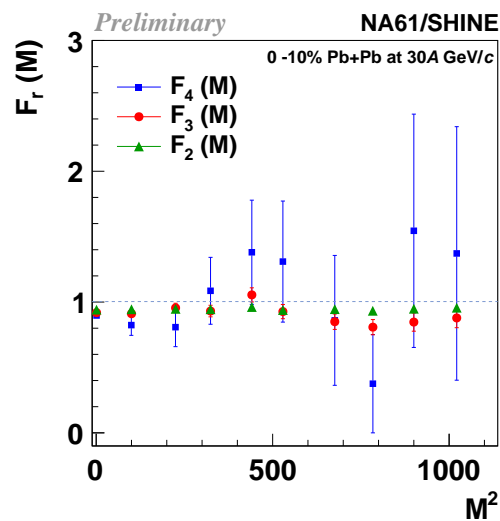 Preliminary NA61/SHINE
0 -10% Pb+Pb at 30A GeV/c
F₄ (M)
F₃ (M)
F₂ (M)
Fᵣ (M)
3
2
1
0
0 500 1000
M²